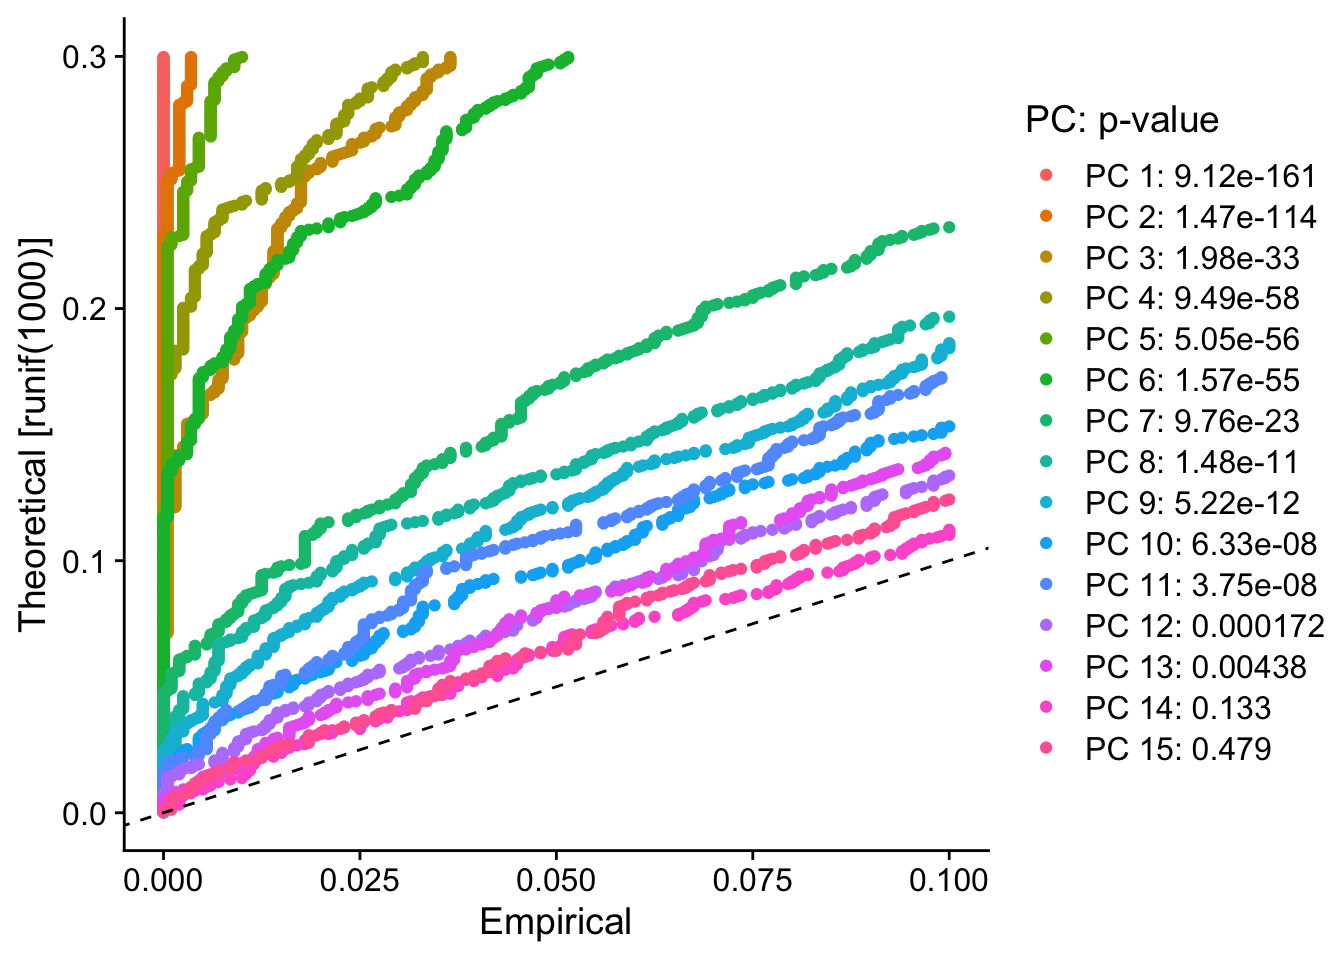 0.3
0.2
0.1
0.0
Theoretical [runif(1000)]
0.000
0.025
0.050
0.075
0.100
Empirical
PC: p-value
PC 1: 9.12e-161
PC 2: 1.47e-114
PC 3: 1.98e-33
PC 4: 9.49e-58
PC 5: 5.05e-56
PC 6: 1.57e-55
PC 7: 9.76e-23
PC 8: 1.48e-11
PC 9: 5.22e-12
PC 10: 6.33e-08
PC 11: 3.75e-08
PC 12: 0.000172
PC 13: 0.00438
PC 14: 0.133
PC 15: 0.479